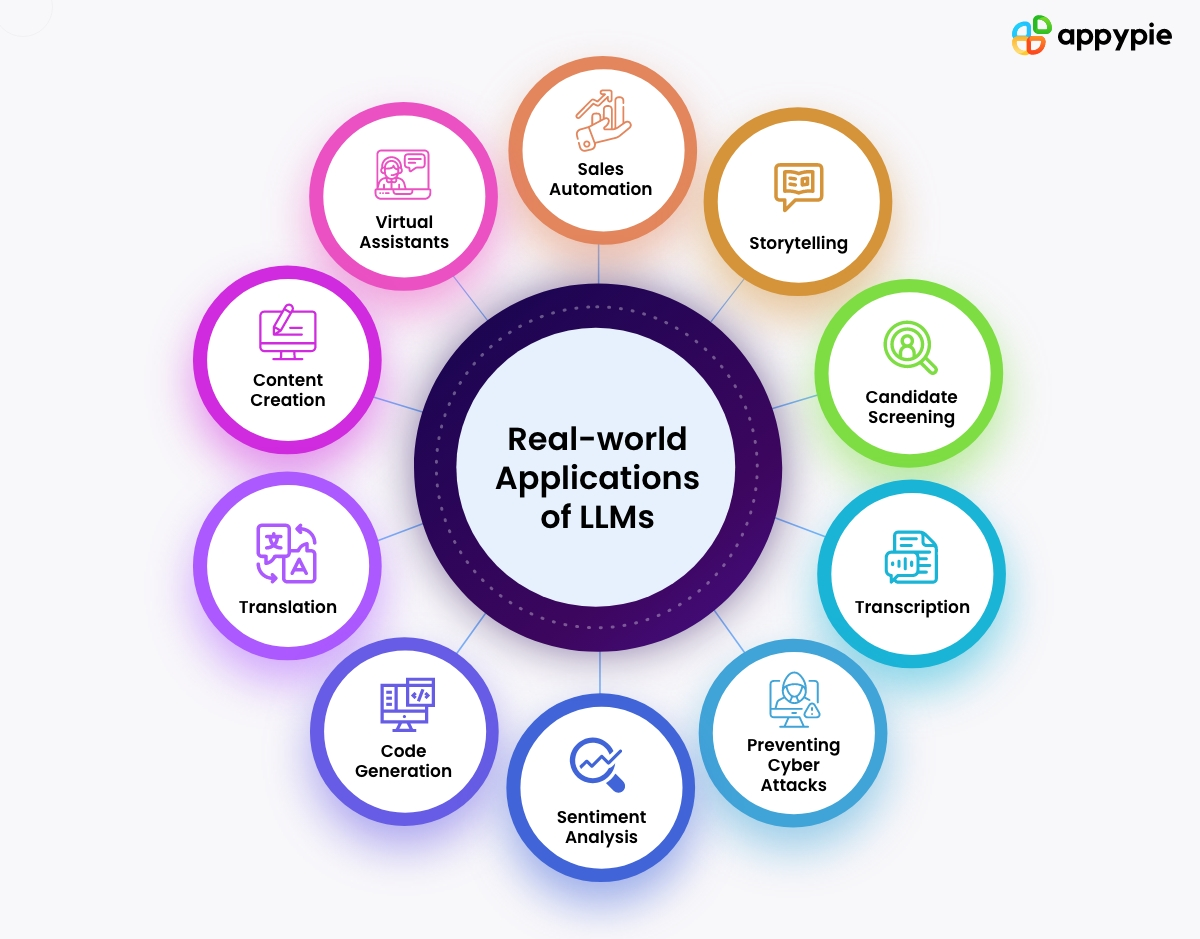 appypie
Sales
Automation
Storytelling
Candidate
Screening
Transcription
Preventing
Cyber
Attacks
Sentiment
Analysis
Code
Generation
Translation
Content
Creation
Virtual
Assistants
Real-world
Applications
of LLMs